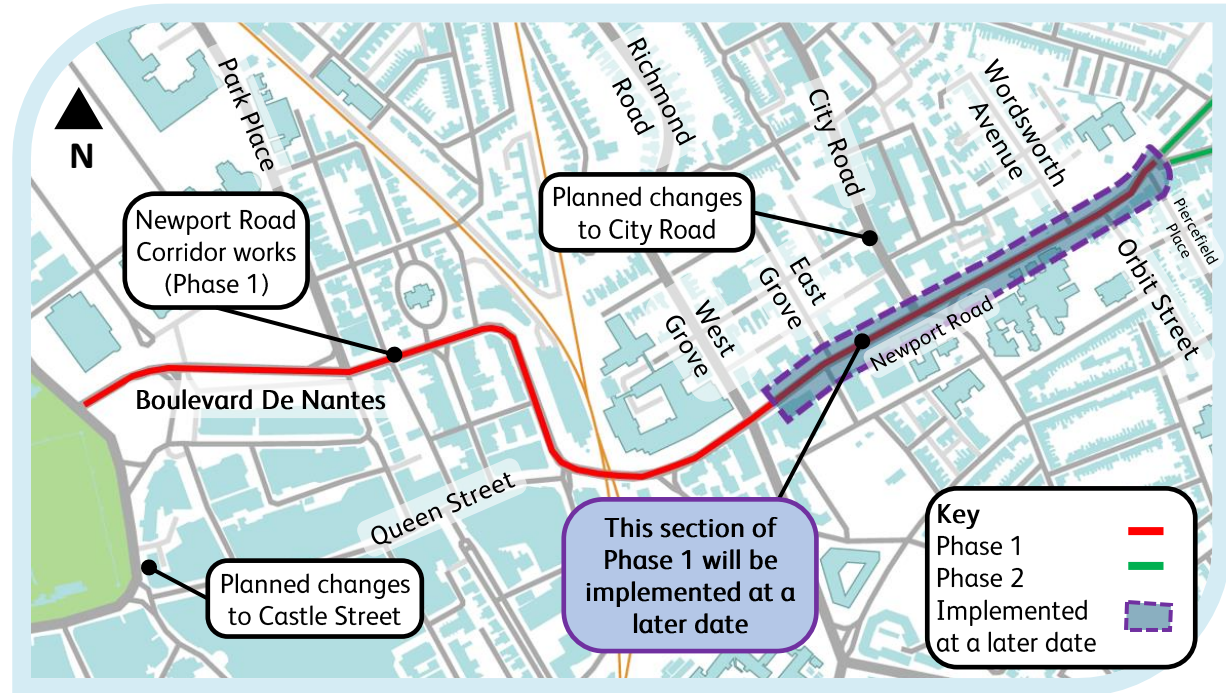 Park Place
Richmond
Road
City Road
Wordsworth
Avenue
N
Newport Road
Corridor works
(Phase 1)
Planned changes
to City Road
Piercefield
Place
Orbit Street
East
Grove
West
Grove
Newport Road
Boulevard De Nantes
Queen Street
Planned changes
to Castle Street
This section of
Phase 1 will be
implemented at a
later date
Key
Phase 1
Phase 2
Implemented
at a later date